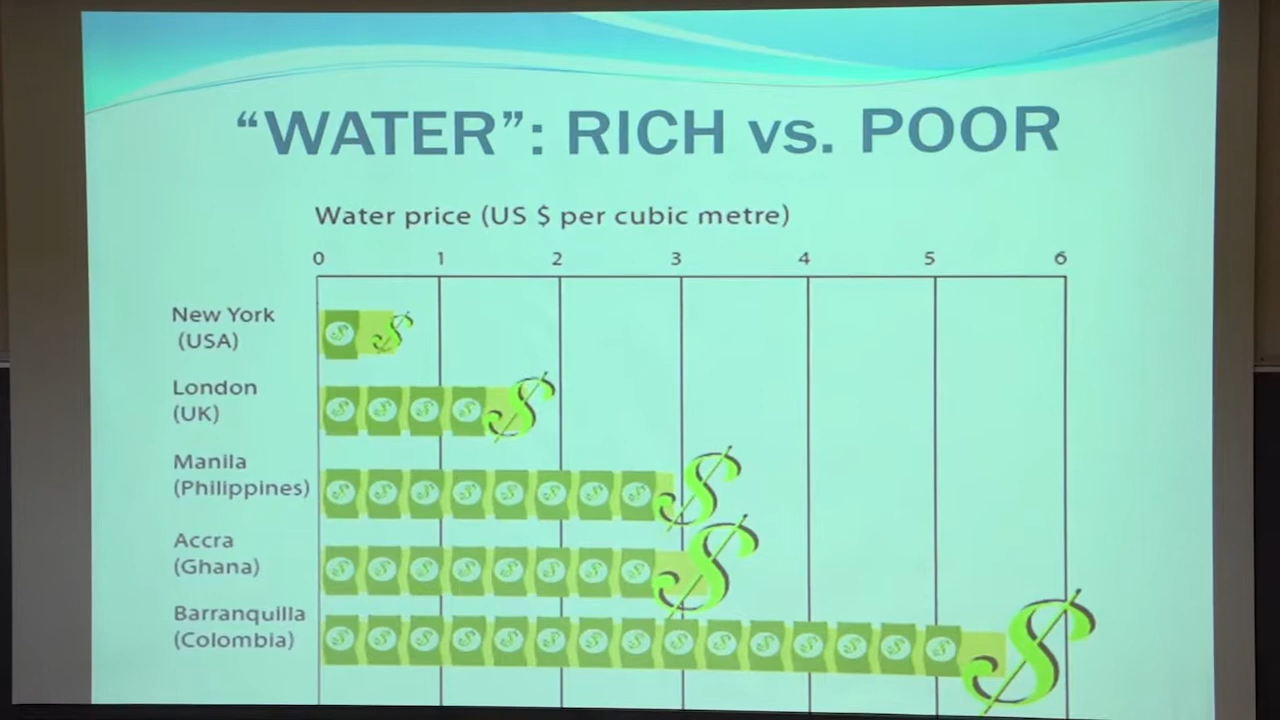 “WATER”: RICH vs. POOR
Water price (US $ per cubic metre)
0 1 2 3 4 5 6
New York
(USA)
London
(UK)
Manila
(Philippines)
Accra
(Ghana)
Barranquilla
(Colombia)